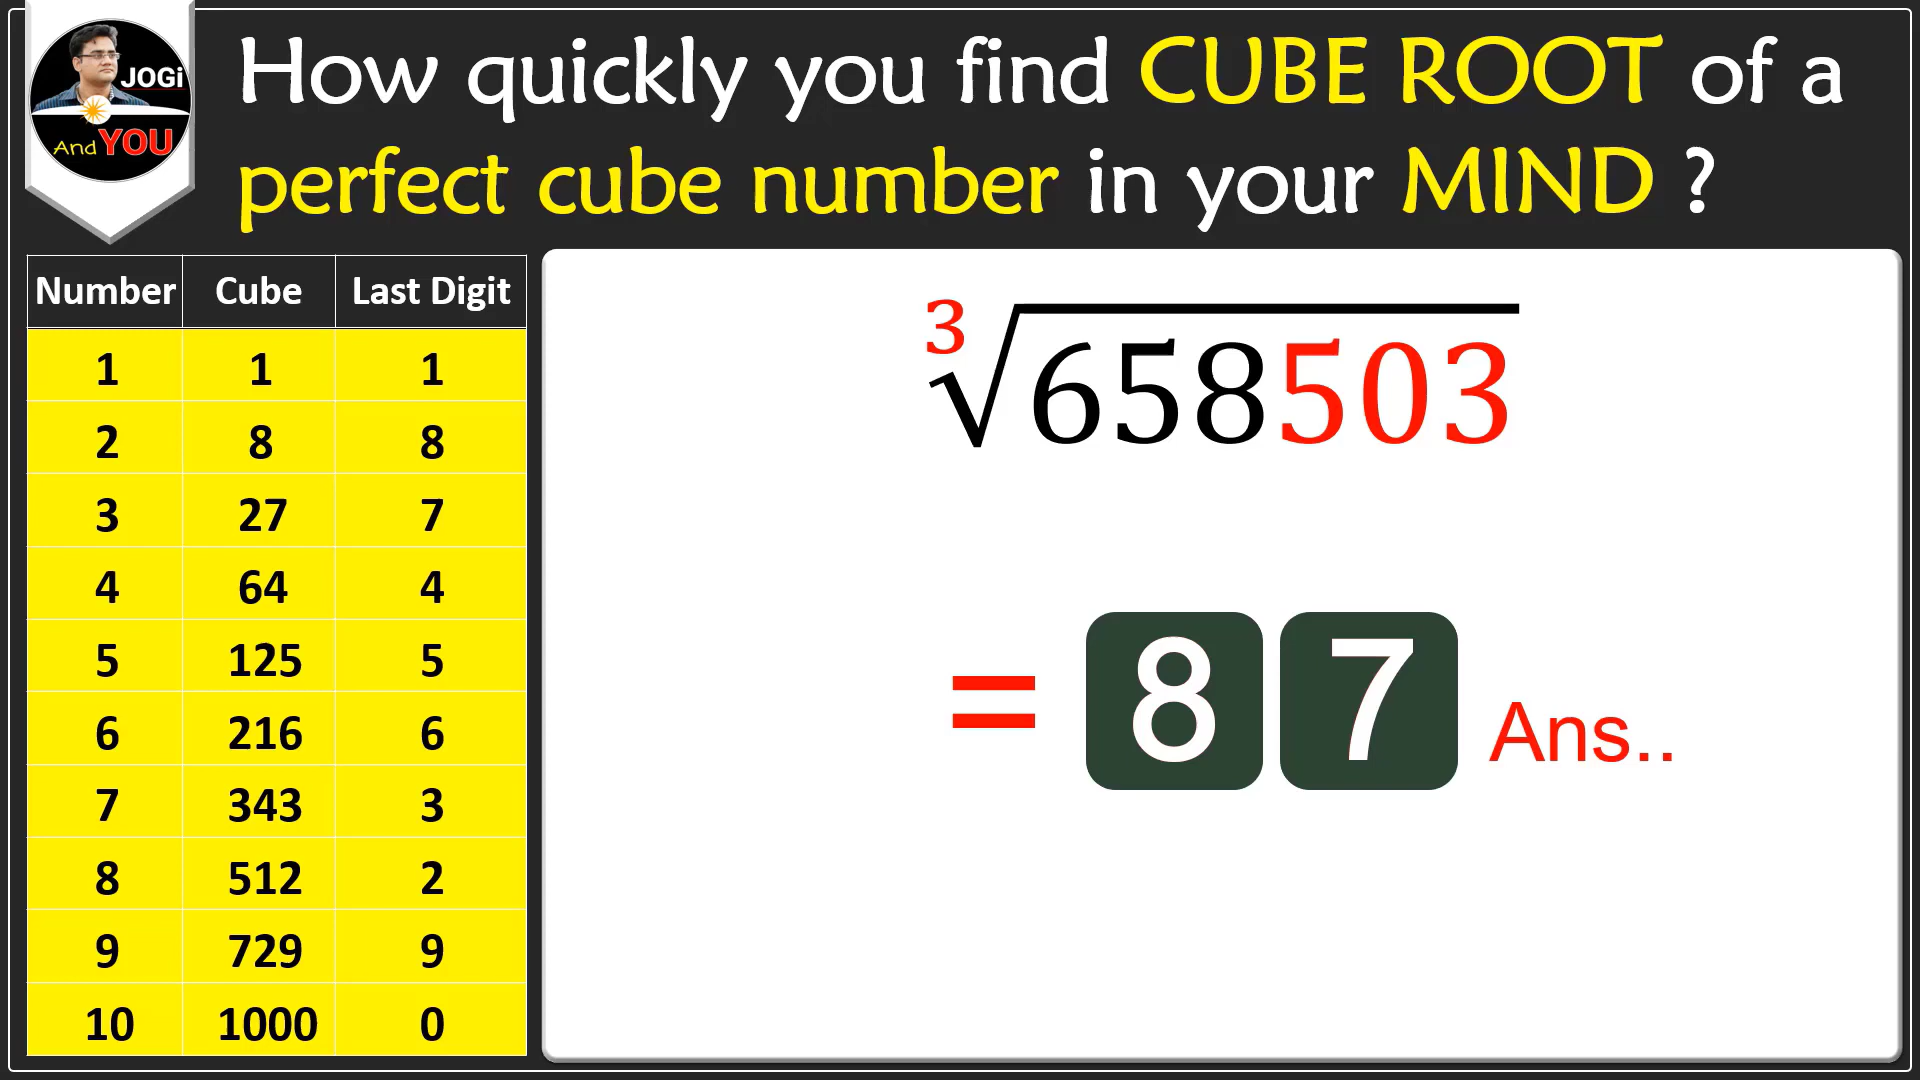 JOGi
And YOU
How quickly you find CUBE ROOT of a
perfect cube number in your MIND ?
Number Cube Last Digit
1 1 1
2 8 8
3 27 7
4 64 4
5 125 5
6 216 6
7 343 3
8 512 2
9 729 9
10 1000 0
3√658503
= 8 7 Ans..